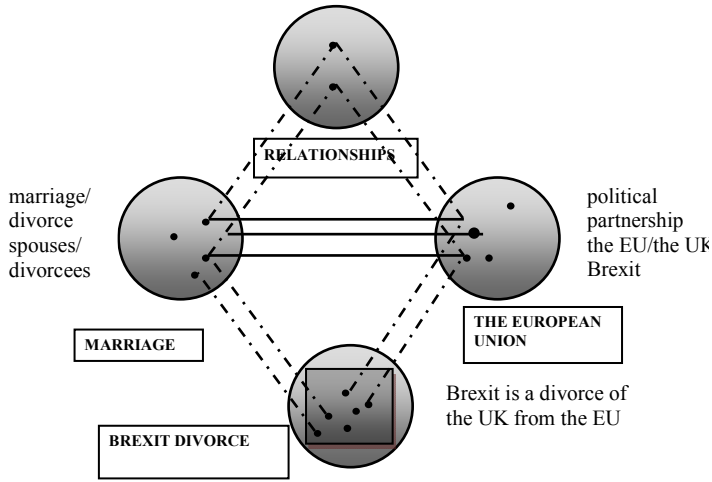 RELATIONSHIPS
marriage/
divorce
spouses/
divorcees
political
partnership
the EU/the UK
Brexit
MARRIAGE
THE EUROPEAN
UNION
Brexit is a divorce of
the UK from the EU
BREXIT DIVORCE